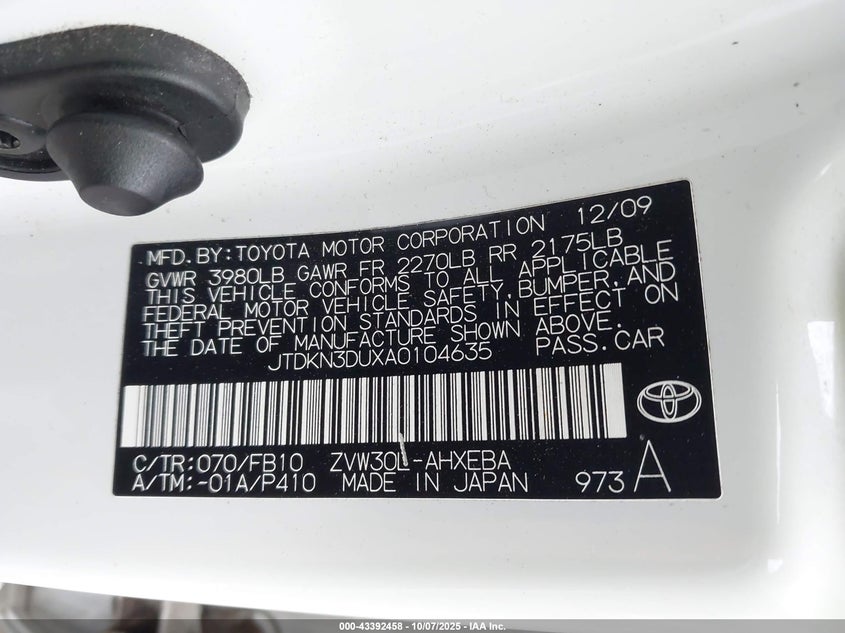 MFD. BY: TOYOTA MOTOR CORPORATION 12/09
GVWR 3980LB GAWR FR 2270LB RR 2175LB
THIS VEHICLE CONFORMS TO ALL APPLICABLE
FEDERAL MOTOR VEHICLE SAFETY, BUMPER, AND
THEFT PREVENTION STANDARDS IN EFFECT ON
THE DATE OF MANUFACTURE SHOWN ABOVE.
JTDKN3DUXA0104635 PASS. CAR
C/TR: 070/FB10 ZVW30L-AHXEBA
A/TM: -01A/P410 MADE IN JAPAN 973 A
000-43392458 - 10/07/2025 - IAA Inc.